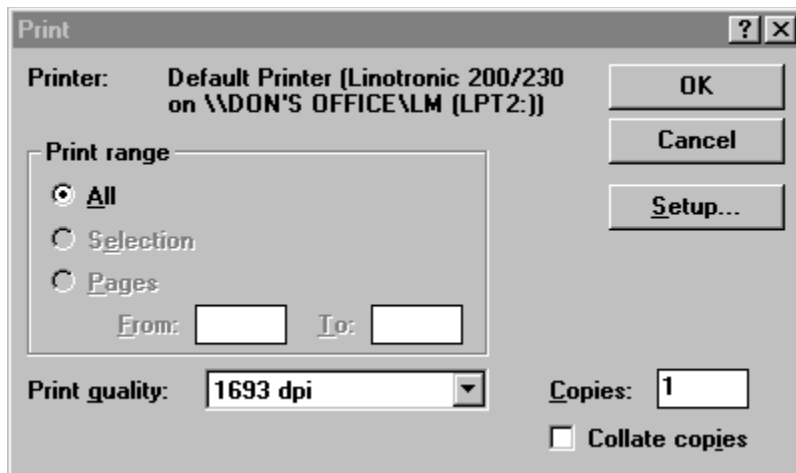 Print
Printer: Default Printer (Linotronic 200/230
on \\DON'S OFFICE\LM (LPT2:))
OK
Cancel
Setup...
Print range
All
Selection
Pages
From: To:
Print quality: 1693 dpi
Copies: 1
Collate copies